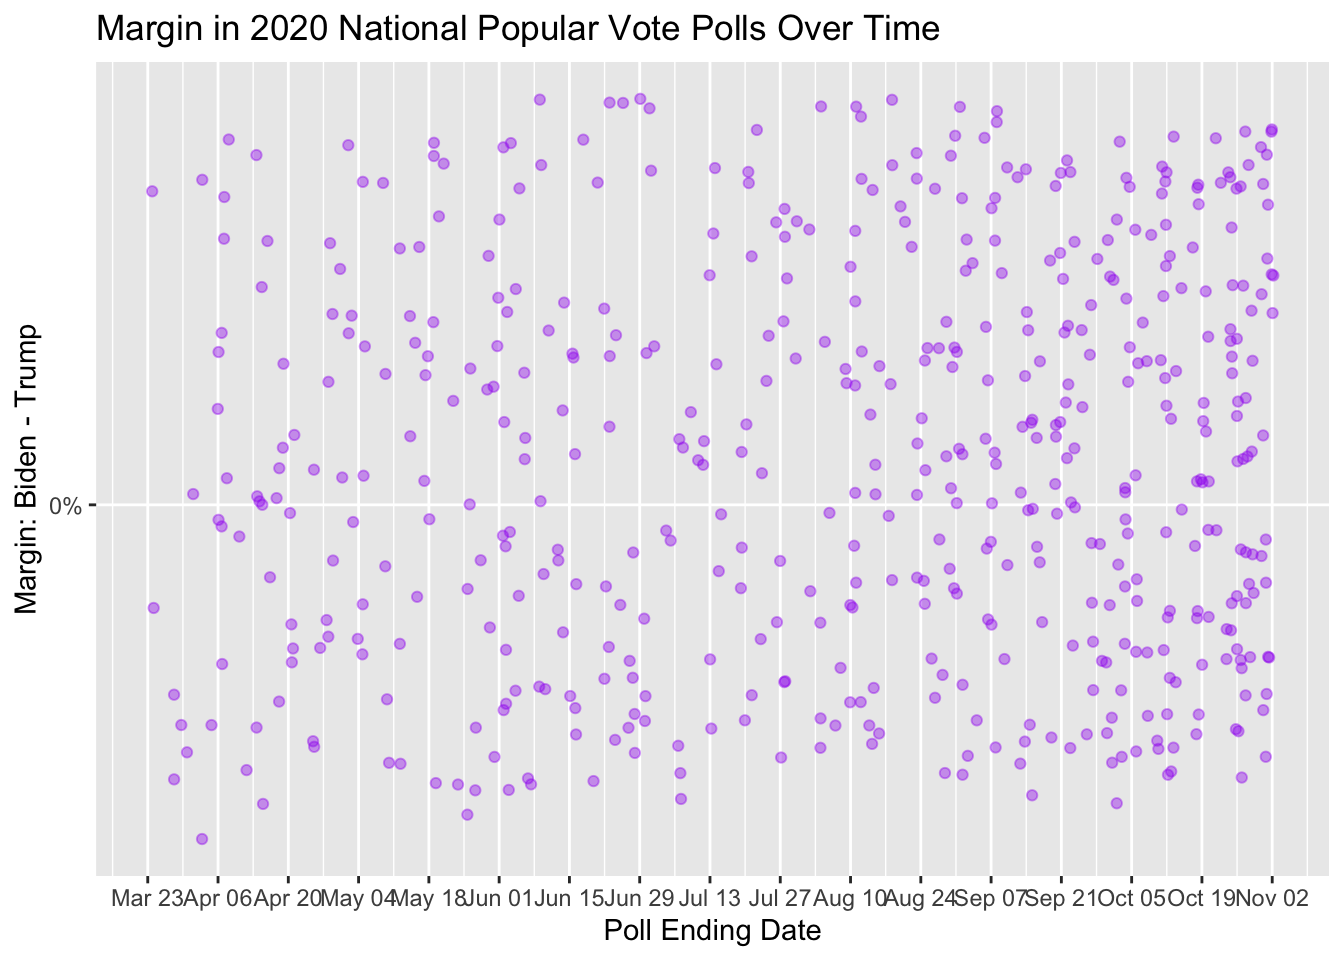 Margin in 2020 National Popular Vote Polls Over Time
Margin: Biden - Trump
0%
Mar 23 Apr 06 Apr 20 May 04 May 18 Jun 01 Jun 15 Jun 29 Jul 13 Jul 27 Aug 10 Aug 24 Sep 07 Sep 21 Oct 05 Oct 19 Nov 02
Poll Ending Date